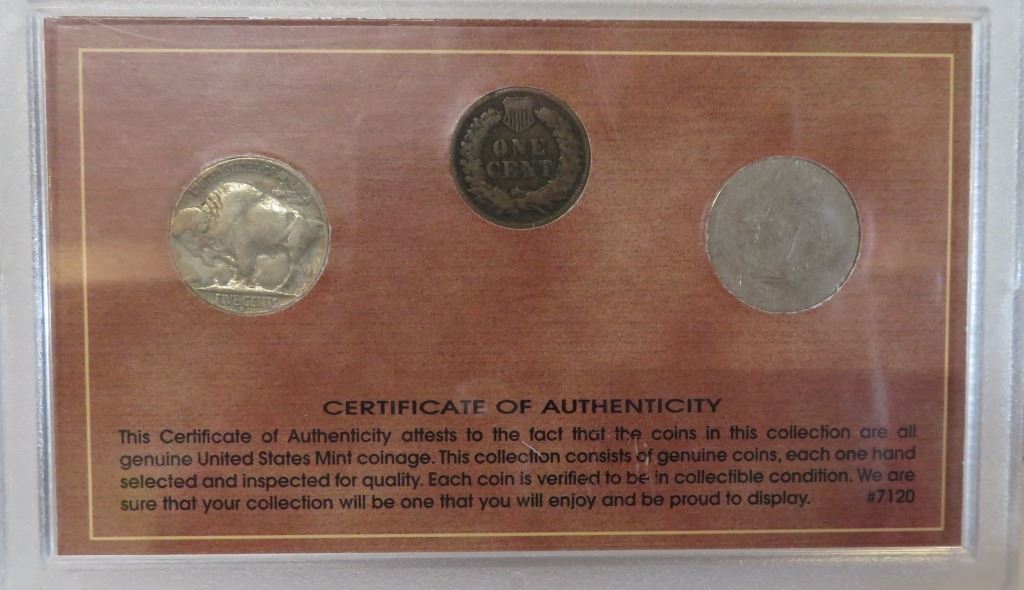 ONE
CENT
FIVE CENTS
CERTIFICATE OF AUTHENTICITY
This Certificate of Authenticity attests to the fact that the coins in this collection are all
genuine United States Mint coinage. This collection consists of genuine coins, each one hand
selected and inspected for quality. Each coin is verified to be in collectible condition. We are
sure that your collection will be one that you will enjoy and be proud to display. #7120